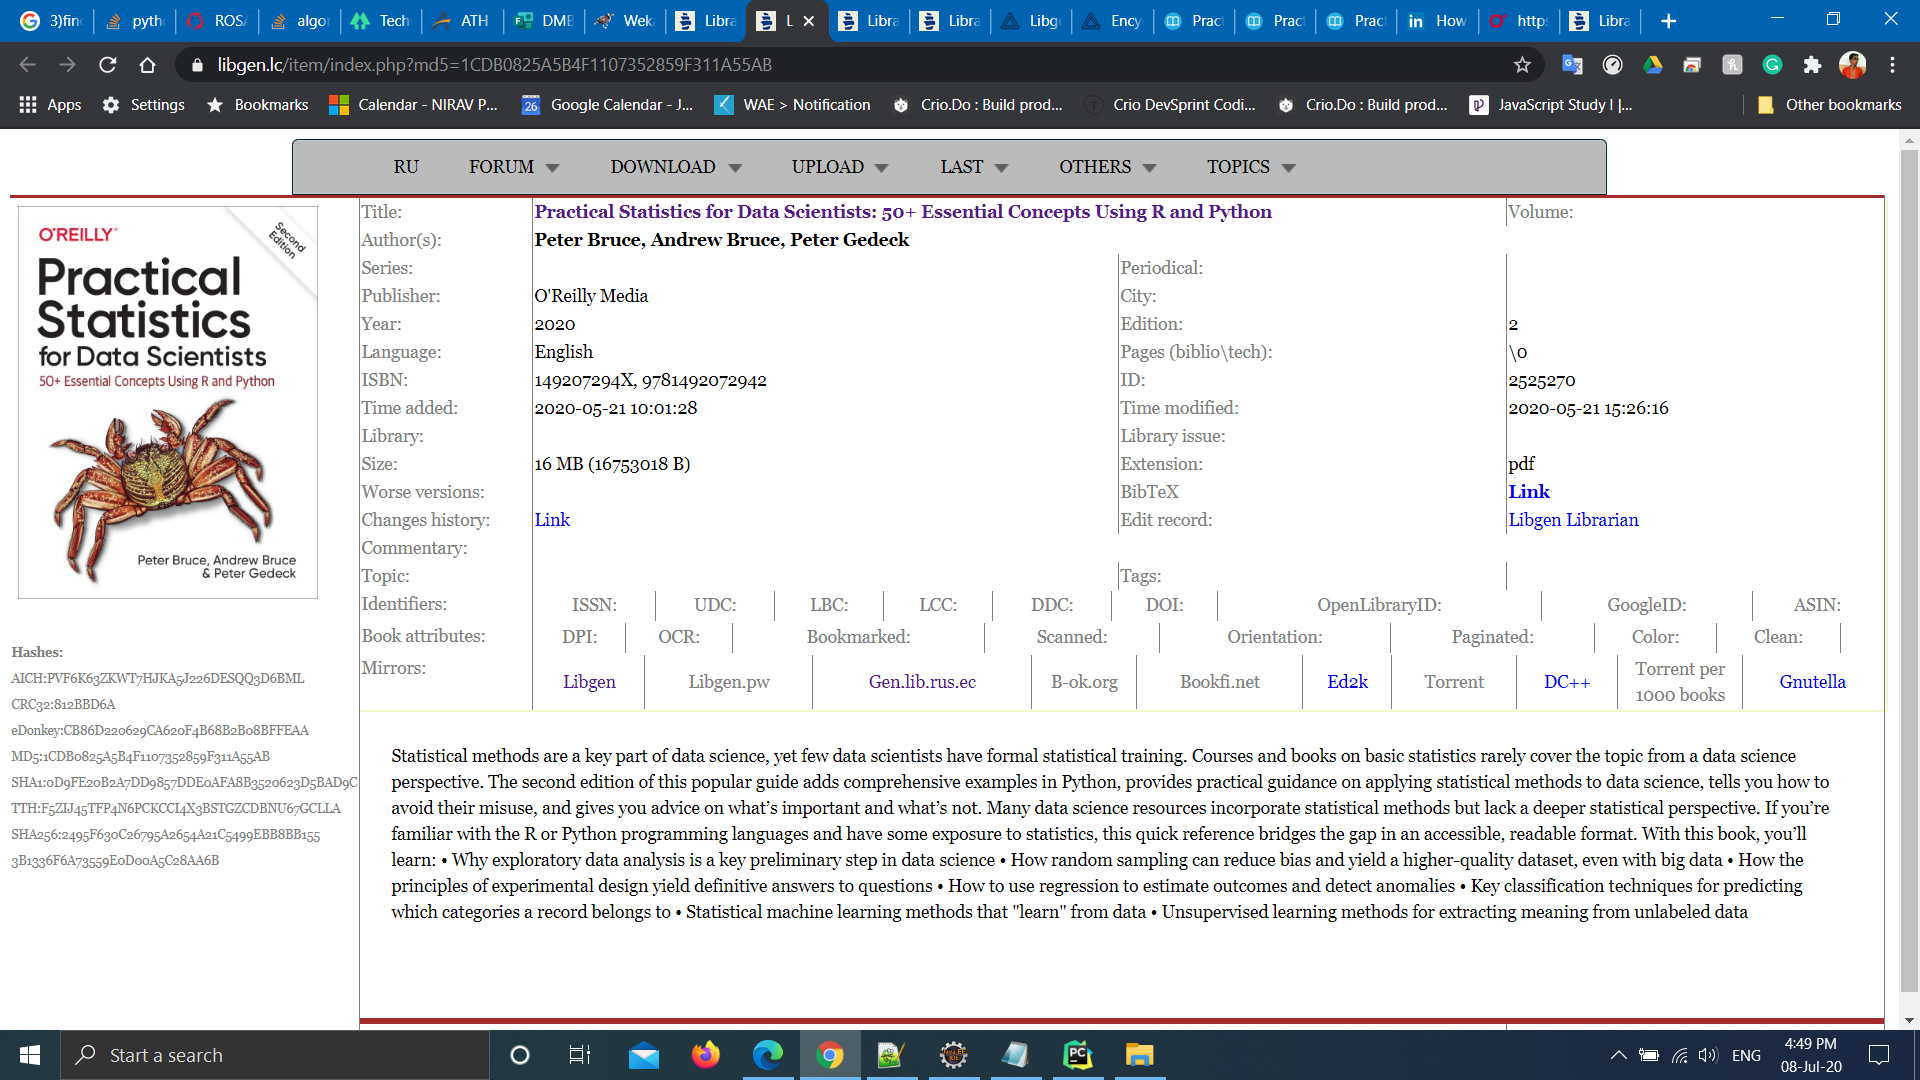 3)fin
pyth
ROS
algor
Tech
ATH
DME
Wek
Libra
L
Libra
Libra
Libg
Ency
Prac
Prac
Prac
How
https
Libra
libgen.lc/item/index.php?md5=1CDB0825A5B4F1107352859F311A55AB
Apps
Settings
Bookmarks
Calendar - NIRAV P...
Google Calendar - J...
WAE > Notification
Crio.Do : Build prod...
Crio DevSprint Codi...
Crio.Do : Build prod...
JavaScript Study I |...
Other bookmarks
RU FORUM DOWNLOAD UPLOAD LAST OTHERS TOPICS
O'REILLY®
Second
Edition
Practical
Statistics
for Data Scientists
50+ Essential Concepts Using R and Python
Peter Bruce, Andrew Bruce
& Peter Gedeck
Hashes:
AICH:PVF6K63ZKWT7HJKA5J226DESQQ3D6BML
CRC32:812BBD6A
eDonkey:CB86D220629CA620F4B68B2B08BFFEAA
MD5:1CDB0825A5B4F1107352859F311A55AB
SHA1:0D9FE20B2A7DD9857DDE0AFA8B3520623D5BAD9C
TTH:F5ZIJ45TFP4N6PCKCCI4X3BSTGZCDBNU67GCLLA
SHA256:2495F630C26795A2654A21C5499EBB8BB155
3B1336F6A73559E0D00A5C28AA6B
Title: Practical Statistics for Data Scientists: 50+ Essential Concepts Using R and Python Volume:
Author(s): Peter Bruce, Andrew Bruce, Peter Gedeck
Series: Periodical:
Publisher: O'Reilly Media City:
Year: 2020 Edition: 2
Language: English Pages (biblio\tech): \0
ISBN: 149207294X, 9781492072942 ID: 2525270
Time added: 2020-05-21 10:01:28 Time modified: 2020-05-21 15:26:16
Library: Library issue:
Size: 16 MB (16753018 B) Extension: pdf
Worse versions: BibTeX Link
Changes history: Link Edit record: Libgen Librarian
Commentary:
Topic: Tags:
Identifiers: ISSN: UDC: LBC: LCC: DDC: DOI: OpenLibraryID: GoogleID: ASIN:
Book attributes: DPI: OCR: Bookmarked: Scanned: Orientation: Paginated: Color: Clean:
Mirrors: Libgen Libgen.pw Gen.lib.rus.ec B-ok.org Bookfi.net Ed2k Torrent DC++ Torrent per
1000 books Gnutella
Statistical methods are a key part of data science, yet few data scientists have formal statistical training. Courses and books on basic statistics rarely cover the topic from a data science
perspective. The second edition of this popular guide adds comprehensive examples in Python, provides practical guidance on applying statistical methods to data science, tells you how to
avoid their misuse, and gives you advice on what’s important and what’s not. Many data science resources incorporate statistical methods but lack a deeper statistical perspective. If you’re
familiar with the R or Python programming languages and have some exposure to statistics, this quick reference bridges the gap in an accessible, readable format. With this book, you’ll
learn: • Why exploratory data analysis is a key preliminary step in data science • How random sampling can reduce bias and yield a higher-quality dataset, even with big data • How the
principles of experimental design yield definitive answers to questions • How to use regression to estimate outcomes and detect anomalies • Key classification techniques for predicting
which categories a record belongs to • Statistical machine learning methods that "learn" from data • Unsupervised learning methods for extracting meaning from unlabeled data
Start a search
ENG
4:49 PM
08-Jul-20